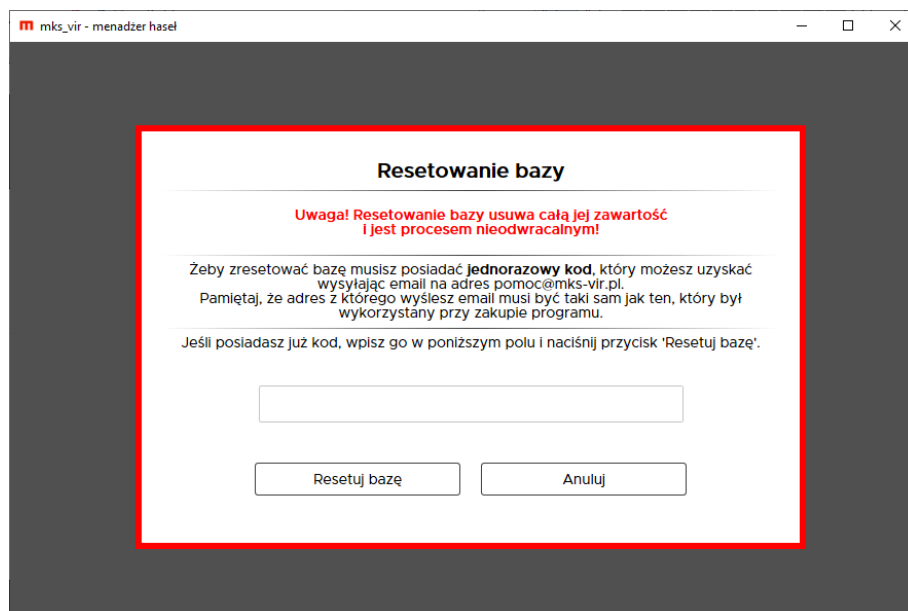 mks_vir - menadżer haseł
Resetowanie bazy
Uwaga! Resetowanie bazy usuwa całą jej zawartość
i jest procesem nieodwracalnym!
Żeby zresetować bazę musisz posiadać jednorazowy kod, który możesz uzyskać
wysyłając email na adres pomoc@mks-vir.pl.
Pamiętaj, że adres z którego wyślesz email musi być taki sam jak ten, który był
wykorzystany przy zakupie programu.
Jeśli posiadasz już kod, wpisz go w poniższym polu i naciśnij przycisk 'Resetuj bazę'.
Resetuj bazę
Anuluj